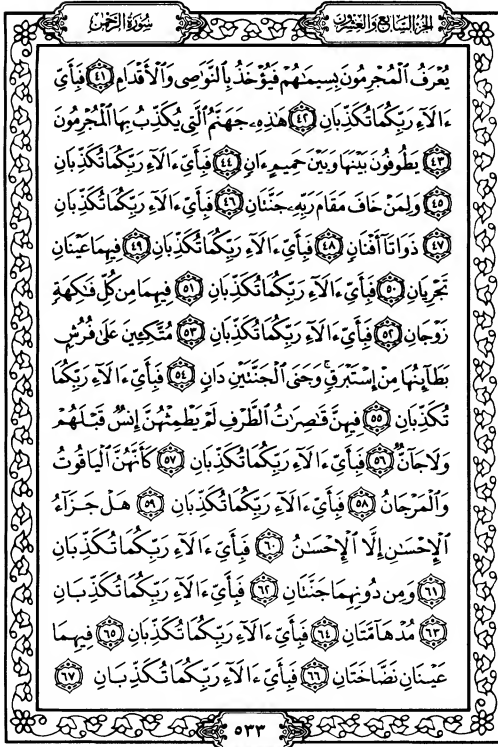 الجزء السابع والعشرون
سورة الرحمن
يُعْرَفُ ٱلْمُجْرِمُونَ بِسِيمَٰهُمْ فَيُؤْخَذُ بِٱلنَّوَٰصِى وَٱلْأَقْدَامِ ٤١ فَبِأَىِّ
ءَالَآءِ رَبِّكُمَا تُكَذِّبَانِ ٤٢ هَٰذِهِۦ جَهَنَّمُ ٱلَّتِى يُكَذِّبُ بِهَا ٱلْمُجْرِمُونَ
٤٣ يَطُوفُونَ بَيْنَهَا وَبَيْنَ حَمِيمٍ ءَانٍ ٤٤ فَبِأَىِّ ءَالَآءِ رَبِّكُمَا تُكَذِّبَانِ
٤٥ وَلِمَنْ خَافَ مَقَامَ رَبِّهِۦ جَنَّتَانِ ٤٦ فَبِأَىِّ ءَالَآءِ رَبِّكُمَا تُكَذِّبَانِ
٤٧ ذَوَاتَآ أَفْنَانٍ ٤٨ فَبِأَىِّ ءَالَآءِ رَبِّكُمَا تُكَذِّبَانِ ٤٩ فِيهِمَا عَيْنَانِ
تَجْرِيَانِ ٥٠ فَبِأَىِّ ءَالَآءِ رَبِّكُمَا تُكَذِّبَانِ ٥١ فِيهِمَا مِن كُلِّ فَٰكِهَةٍ
زَوْجَانِ ٥٢ فَبِأَىِّ ءَالَآءِ رَبِّكُمَا تُكَذِّبَانِ ٥٣ مُتَّكِـِٔينَ عَلَىٰ فُرُشٍۭ
بَطَآئِنُهَا مِنْ إِسْتَبْرَقٍ ۚ وَجَنَى ٱلْجَنَّتَيْنِ دَانٍ ٥٤ فَبِأَىِّ ءَالَآءِ رَبِّكُمَا
تُكَذِّبَانِ ٥٥ فِيهِنَّ قَٰصِرَٰتُ ٱلطَّرْفِ لَمْ يَطْمِثْهُنَّ إِنسٌ قَبْلَهُمْ
وَلَا جَآنٌّ ٥٦ فَبِأَىِّ ءَالَآءِ رَبِّكُمَا تُكَذِّبَانِ ٥٧ كَأَنَّهُنَّ ٱلْيَاقُوتُ
وَٱلْمَرْجَانُ ٥٨ فَبِأَىِّ ءَالَآءِ رَبِّكُمَا تُكَذِّبَانِ ٥٩ هَلْ جَزَآءُ
ٱلْإِحْسَٰنِ إِلَّا ٱلْإِحْسَٰنُ ٦٠ فَبِأَىِّ ءَالَآءِ رَبِّكُمَا تُكَذِّبَانِ
٦١ وَمِن دُونِهِمَا جَنَّتَانِ ٦٢ فَبِأَىِّ ءَالَآءِ رَبِّكُمَا تُكَذِّبَانِ
٦٣ مُدْهَآمَّتَانِ ٦٤ فَبِأَىِّ ءَالَآءِ رَبِّكُمَا تُكَذِّبَانِ ٦٥ فِيهِمَا
عَيْنَانِ نَضَّاخَتَانِ ٦٦ فَبِأَىِّ ءَالَآءِ رَبِّكُمَا تُكَذِّبَانِ ٦٧
٥٣٣